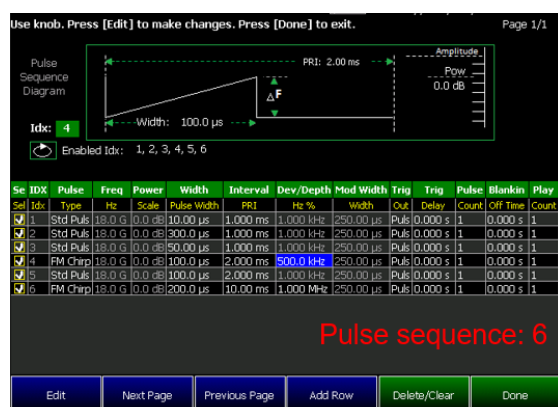 Use knob. Press [Edit] to make changes. Press [Done] to exit. Page 1/1
Pulse Sequence Diagram
PRI: 2.00 ms
Amplitude
Pow
0.0 dB
△F
Width: 100.0 µs
Idx: 4
Enabled Idx: 1, 2, 3, 4, 5, 6
Se IDX Pulse Freq Power Width Interval Dev/Depth Mod Width Trig Trig Pulse Blankin Play
Sel Idx Type Hz Scale Pulse Width PRI Hz % Width Out Delay Count Off Time Count
1 Std Puls 18.0 G 0.0 dB 10.00 µs 1.000 ms 1.000 kHz 250.00 µs Puls 0.000 s 1 0.000 s 1
2 Std Puls 18.0 G 0.0 dB 300.0 µs 1.000 ms 1.000 kHz 250.00 µs Puls 0.000 s 1 0.000 s 1
3 Std Puls 18.0 G 0.0 dB 50.00 µs 1.000 ms 1.000 kHz 250.00 µs Puls 0.000 s 1 0.000 s 1
4 FM Chirp 18.0 G 0.0 dB 100.0 µs 2.000 ms 500.0 kHz 250.00 µs Puls 0.000 s 1 0.000 s 1
5 Std Puls 18.0 G 0.0 dB 100.0 µs 2.000 ms 1.000 kHz 250.00 µs Puls 0.000 s 1 0.000 s 1
6 FM Chirp 18.0 G 0.0 dB 200.0 µs 10.00 ms 1.000 MHz 250.00 µs Puls 0.000 s 1 0.000 s 1
Pulse sequence: 6
Edit Next Page Previous Page Add Row Delete/Clear Done